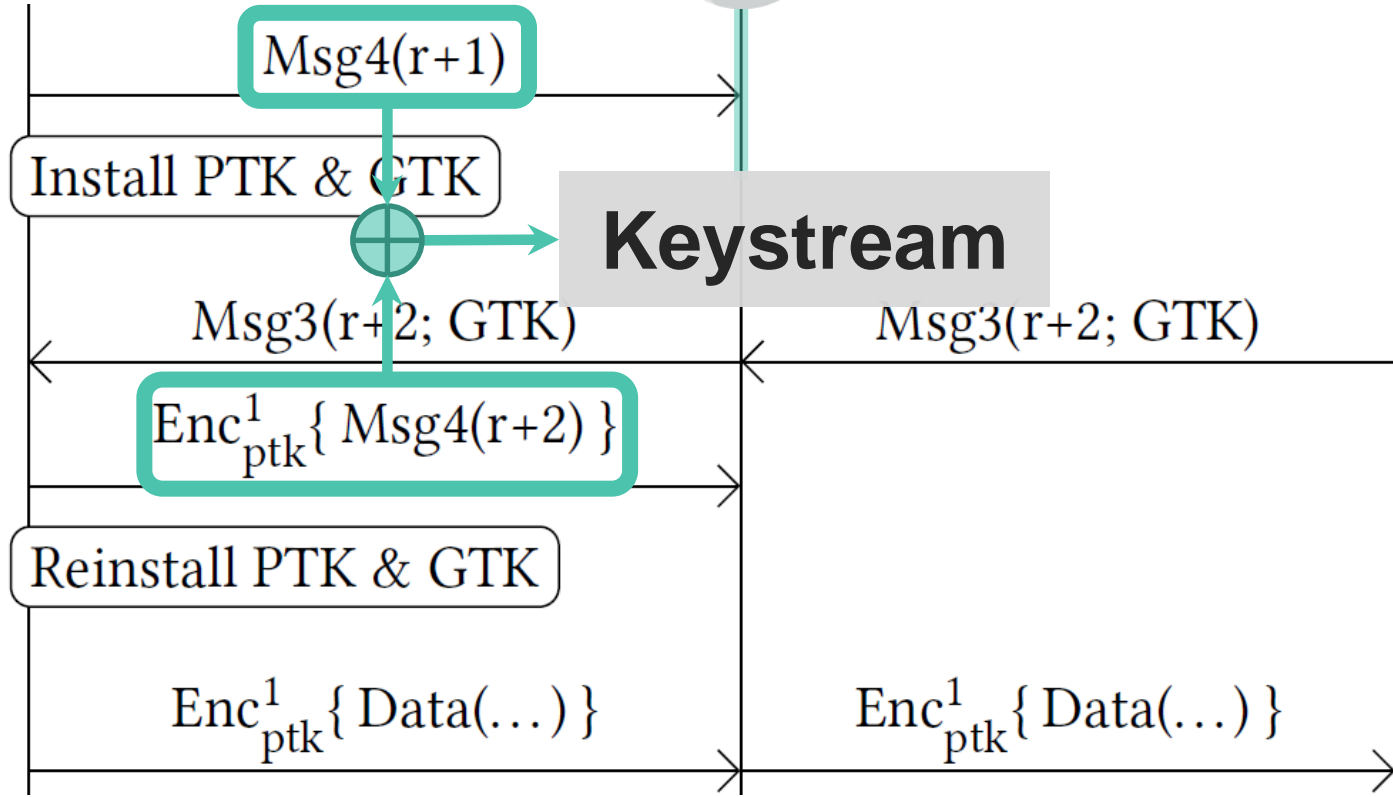 Msg4(r+1)
Install PTK & GTK
Keystream
Msg3(r+2; GTK)
Msg3(r+2; GTK)
Enc¹ₚₜₖ{ Msg4(r+2) }
Reinstall PTK & GTK
Enc¹ₚₜₖ{ Data(…) }
Enc¹ₚₜₖ{ Data(…) }